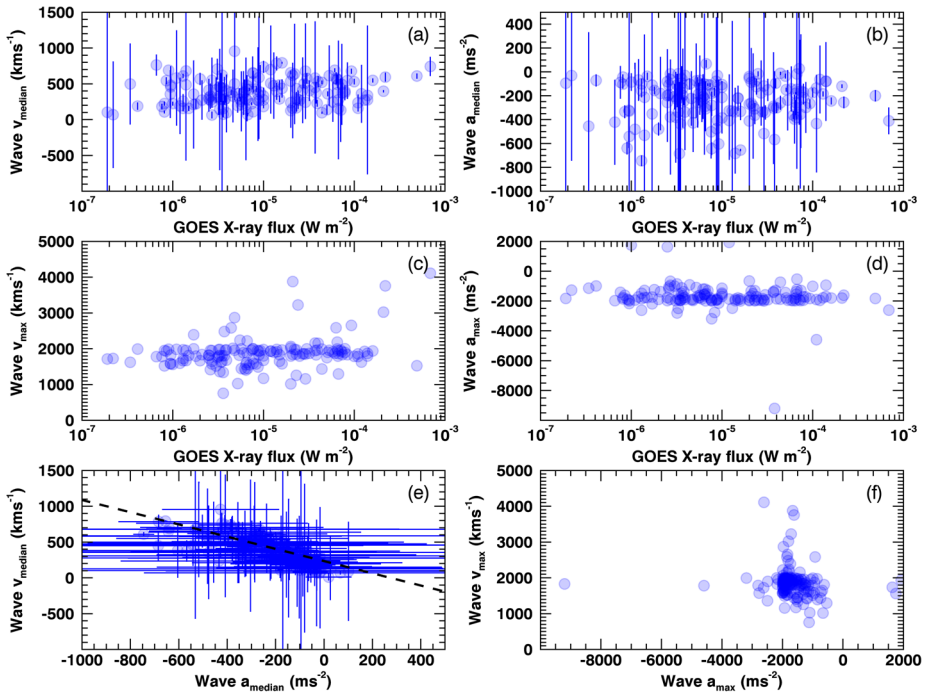 1500
1000
500
0
500
Wave v_median (kms^-1)
(a)
10^-7 10^-6 10^-5 10^-4 10^-3
GOES X-ray flux (W m^-2)
400
200
0
-200
-400
-600
-800
-1000
Wave a_median (ms^-2)
(b)
10^-7 10^-6 10^-5 10^-4 10^-3
GOES X-ray flux (W m^-2)
5000
4000
3000
2000
1000
0
Wave v_max (kms^-1)
(c)
10^-7 10^-6 10^-5 10^-4 10^-3
GOES X-ray flux (W m^-2)
2000
0
-2000
-4000
-6000
-8000
Wave a_max (ms^-2)
(d)
10^-7 10^-6 10^-5 10^-4 10^-3
GOES X-ray flux (W m^-2)
1500
1000
500
0
500
Wave v_median (kms^-1)
(e)
-1000 -800 -600 -400 -200 0 200 400
Wave a_median (ms^-2)
5000
4000
3000
2000
1000
0
Wave v_max (kms^-1)
(f)
-8000 -6000 -4000 -2000 0 2000
Wave a_max (ms^-2)